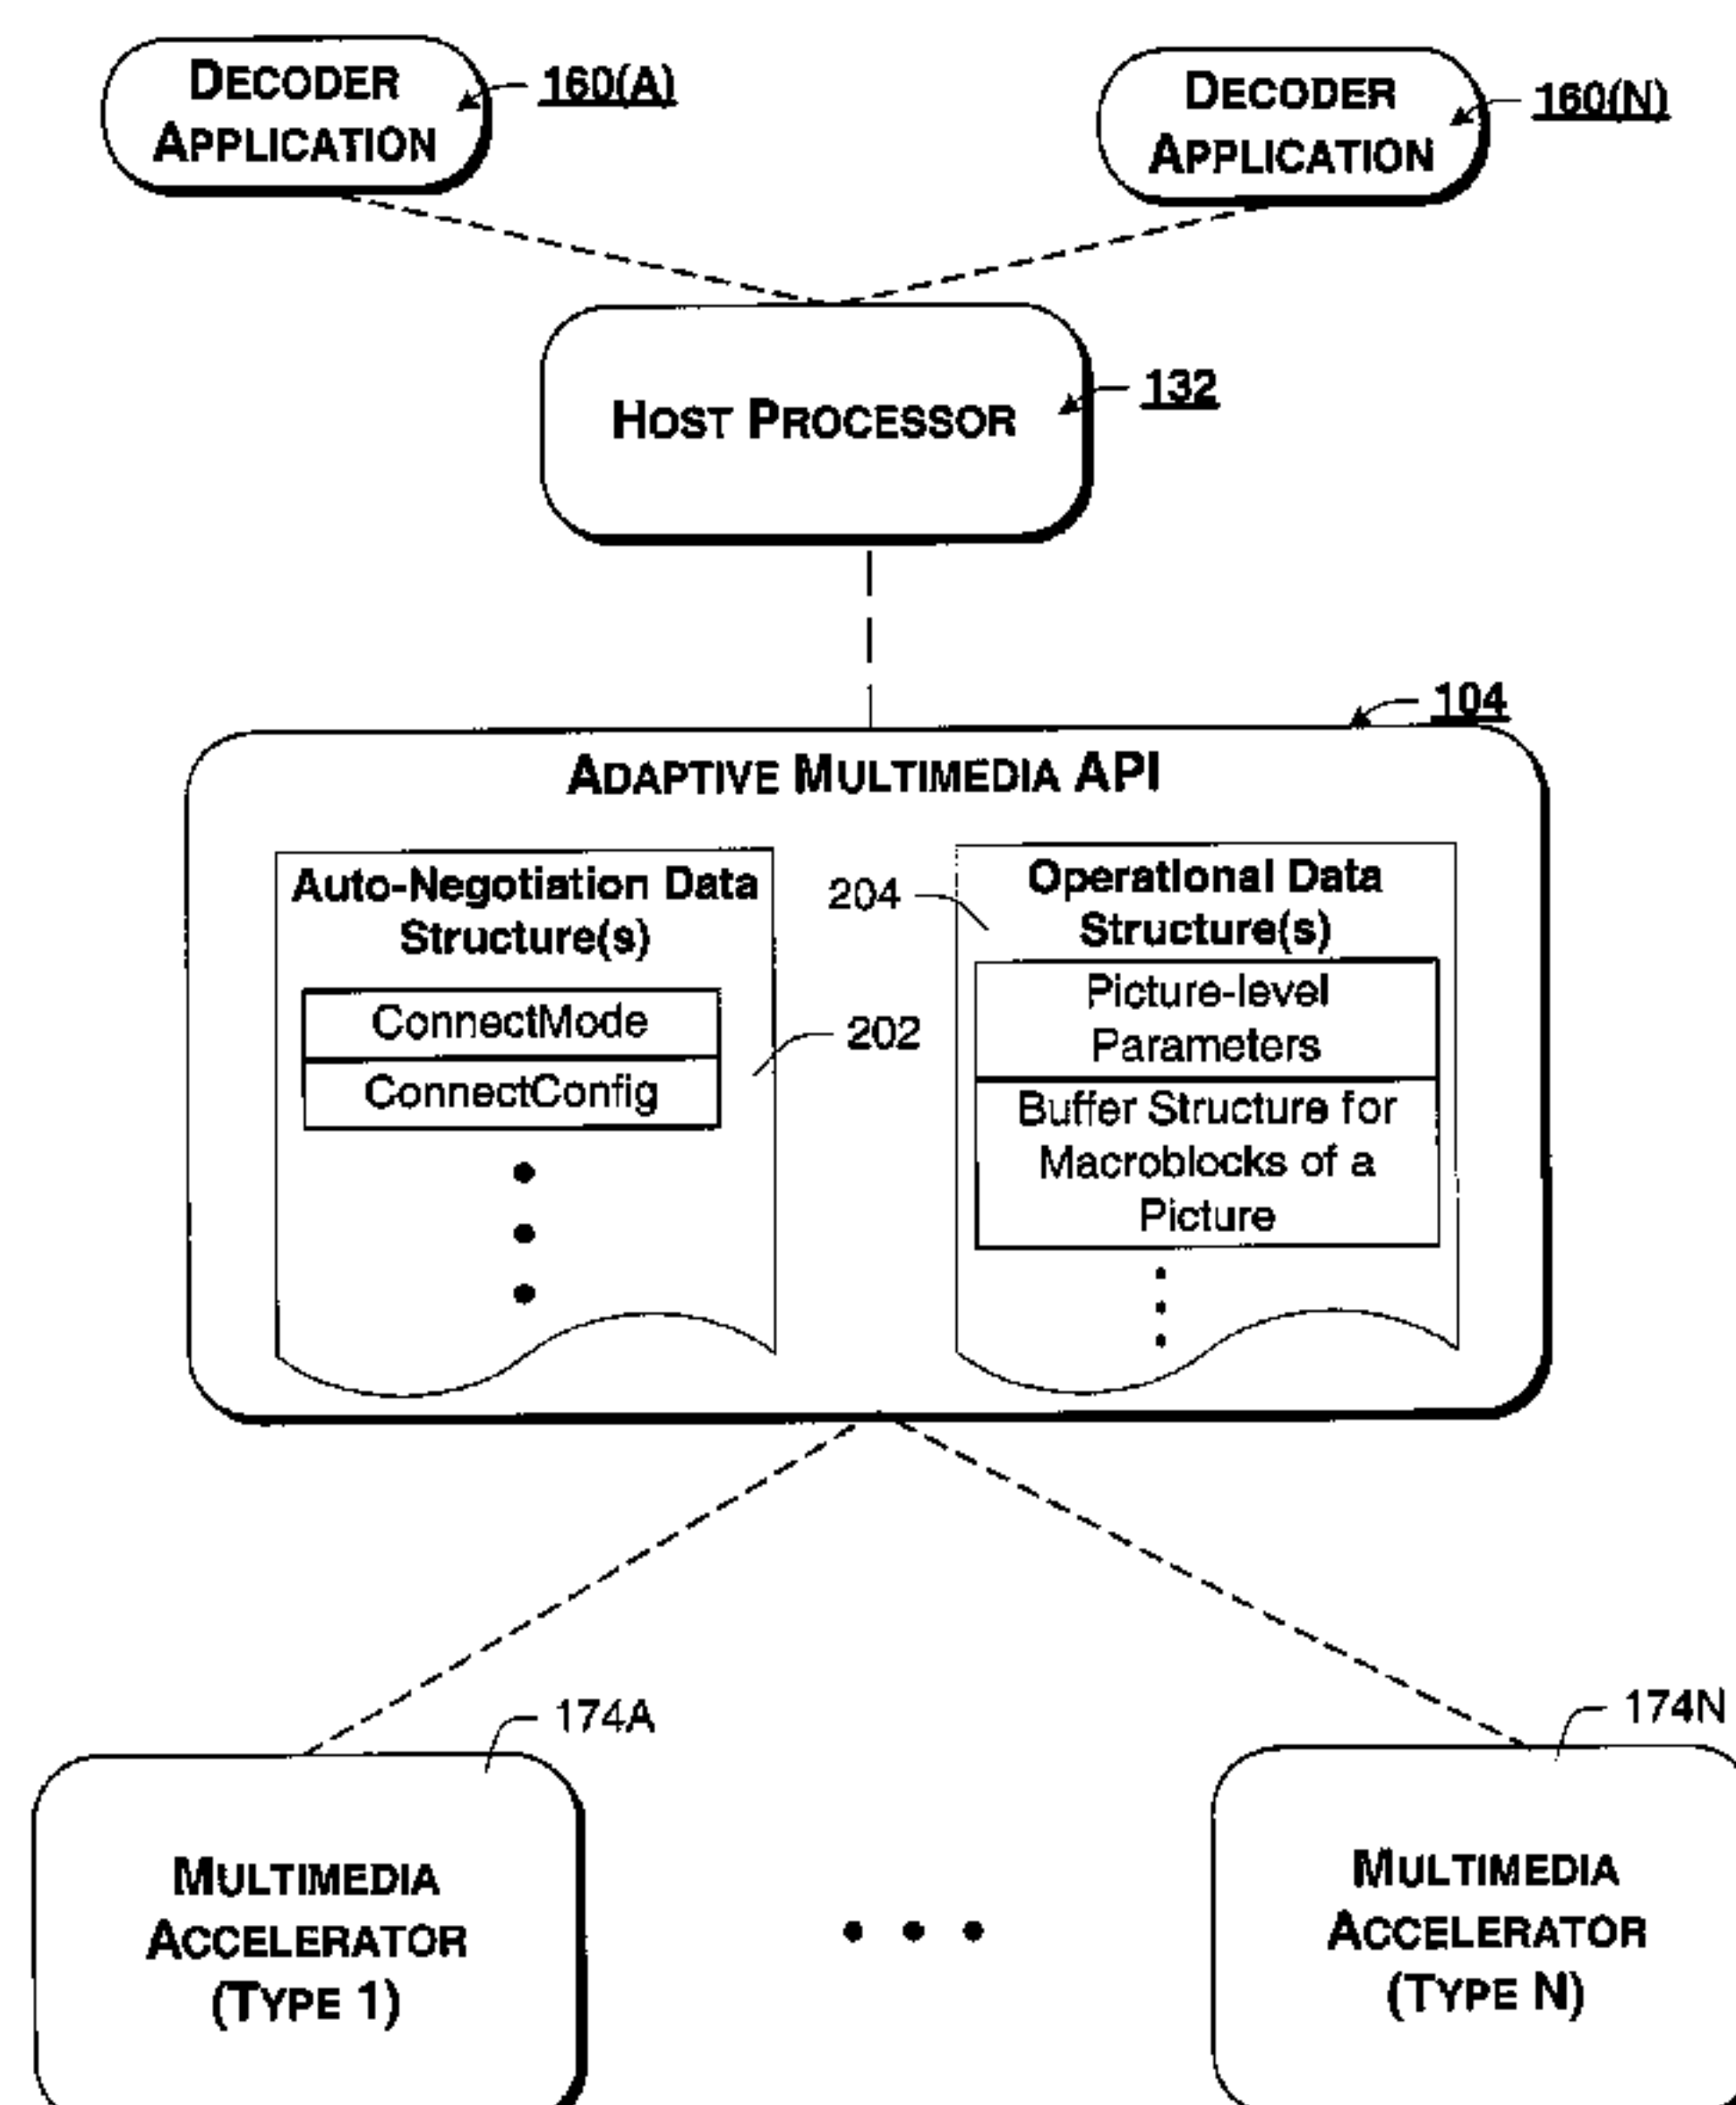 DECODER
APPLICATION
160(A)
DECODER
APPLICATION
160(N)
HOST PROCESSOR
132
104
ADAPTIVE MULTIMEDIA API
Auto-Negotiation Data
Structure(s)
ConnectMode
ConnectConfig
202
204
Operational Data
Structure(s)
Picture-level
Parameters
Buffer Structure for
Macroblocks of a
Picture
174A
MULTIMEDIA
ACCELERATOR
(TYPE 1)
174N
MULTIMEDIA
ACCELERATOR
(TYPE N)